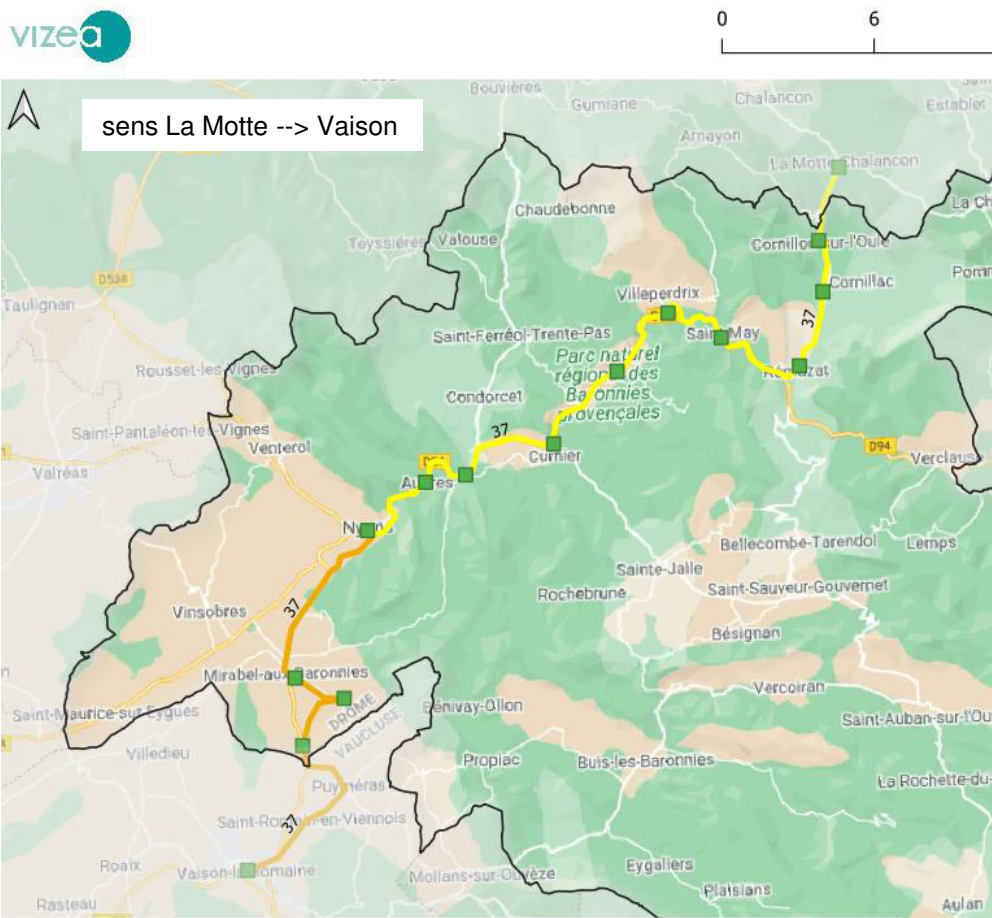 vizea
0 6
sens La Motte --> Vaison
Bouvières
Gumiane
Chalancon
Establet
Arnayon
La Motte-Chalancon
Chaudebonne
Teyssières
Valouse
Cornillon-sur-l'Oule
D538
Taulignan
Cornillac
Villeperdrix
37
Saint-Ferréol-Trente-Pas
Saint-May
Parc naturel
régional des
Baronnies
provençales
Rousset-les-Vignes
Rémuzat
Condorcet
Saint-Pantaléon-les-Vignes
37
Venterol
Curnier
D94
Verclause
Valréas
Aubres
Nyons
Bellecombe-Tarendol
Lemps
Sainte-Jalle
Saint-Sauveur-Gouvernet
Rochebrune
Vinsobres
37
Bésignan
Mirabel-aux-Baronnies
Vercoiran
DRÔME
VAUCLUSE
Bénivay-Ollon
Saint-Maurice-sur-Eygues
Saint-Auban-sur-l'Ou
Villedieu
Propiac
Buis-les-Baronnies
Puyméras
La Rochette-du-
Saint-Romain-en-Viennois
37
Roaix
Vaison-la-Romaine
Mollans-sur-Ouvèze
Eygaliers
Plaisians
Rasteau
Aulan